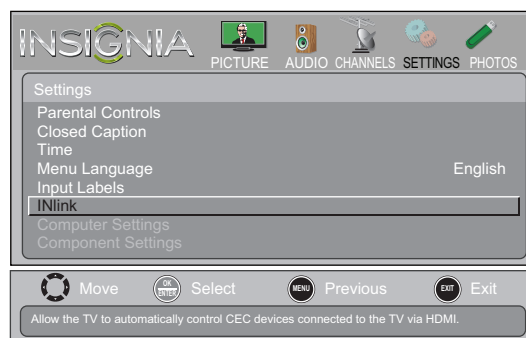 INSIGNIA
PICTURE AUDIO CHANNELS SETTINGS PHOTOS
Settings
Parental Controls
Closed Caption
Time
Menu Language English
Input Labels
INlink
Computer Settings
Component Settings
Move OK ENTER Select MENU Previous EXIT Exit
Allow the TV to automatically control CEC devices connected to the TV via HDMI.